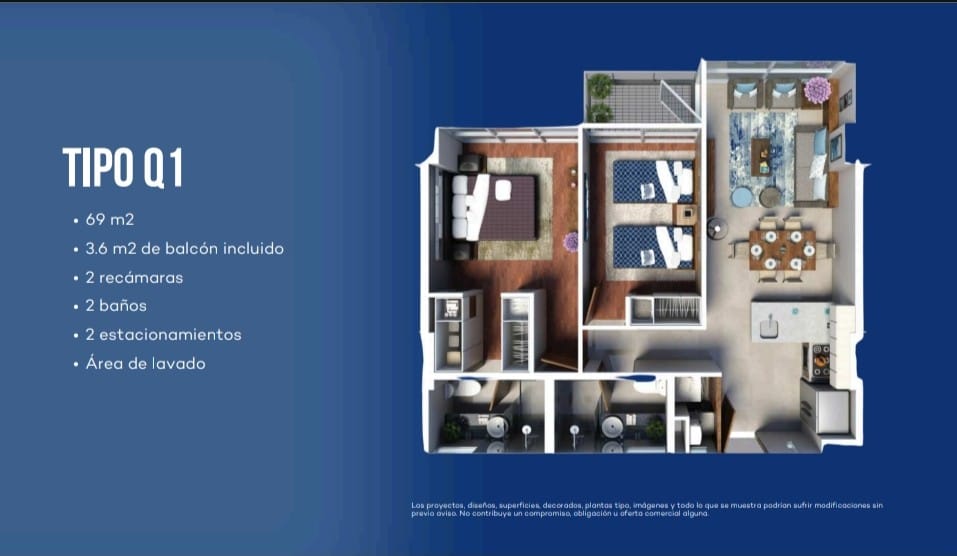 TIPO Q1
• 69 m2
• 3.6 m2 de balcón incluido
• 2 recámaras
• 2 baños
• 2 estacionamientos
• Área de lavado
Los proyectos, diseños, superficies, decorados, plantas tipo, imágenes y todo lo que se muestra podrían sufrir modificaciones sin
previo aviso. No contribuye un compromiso, obligación u oferta comercial alguna.